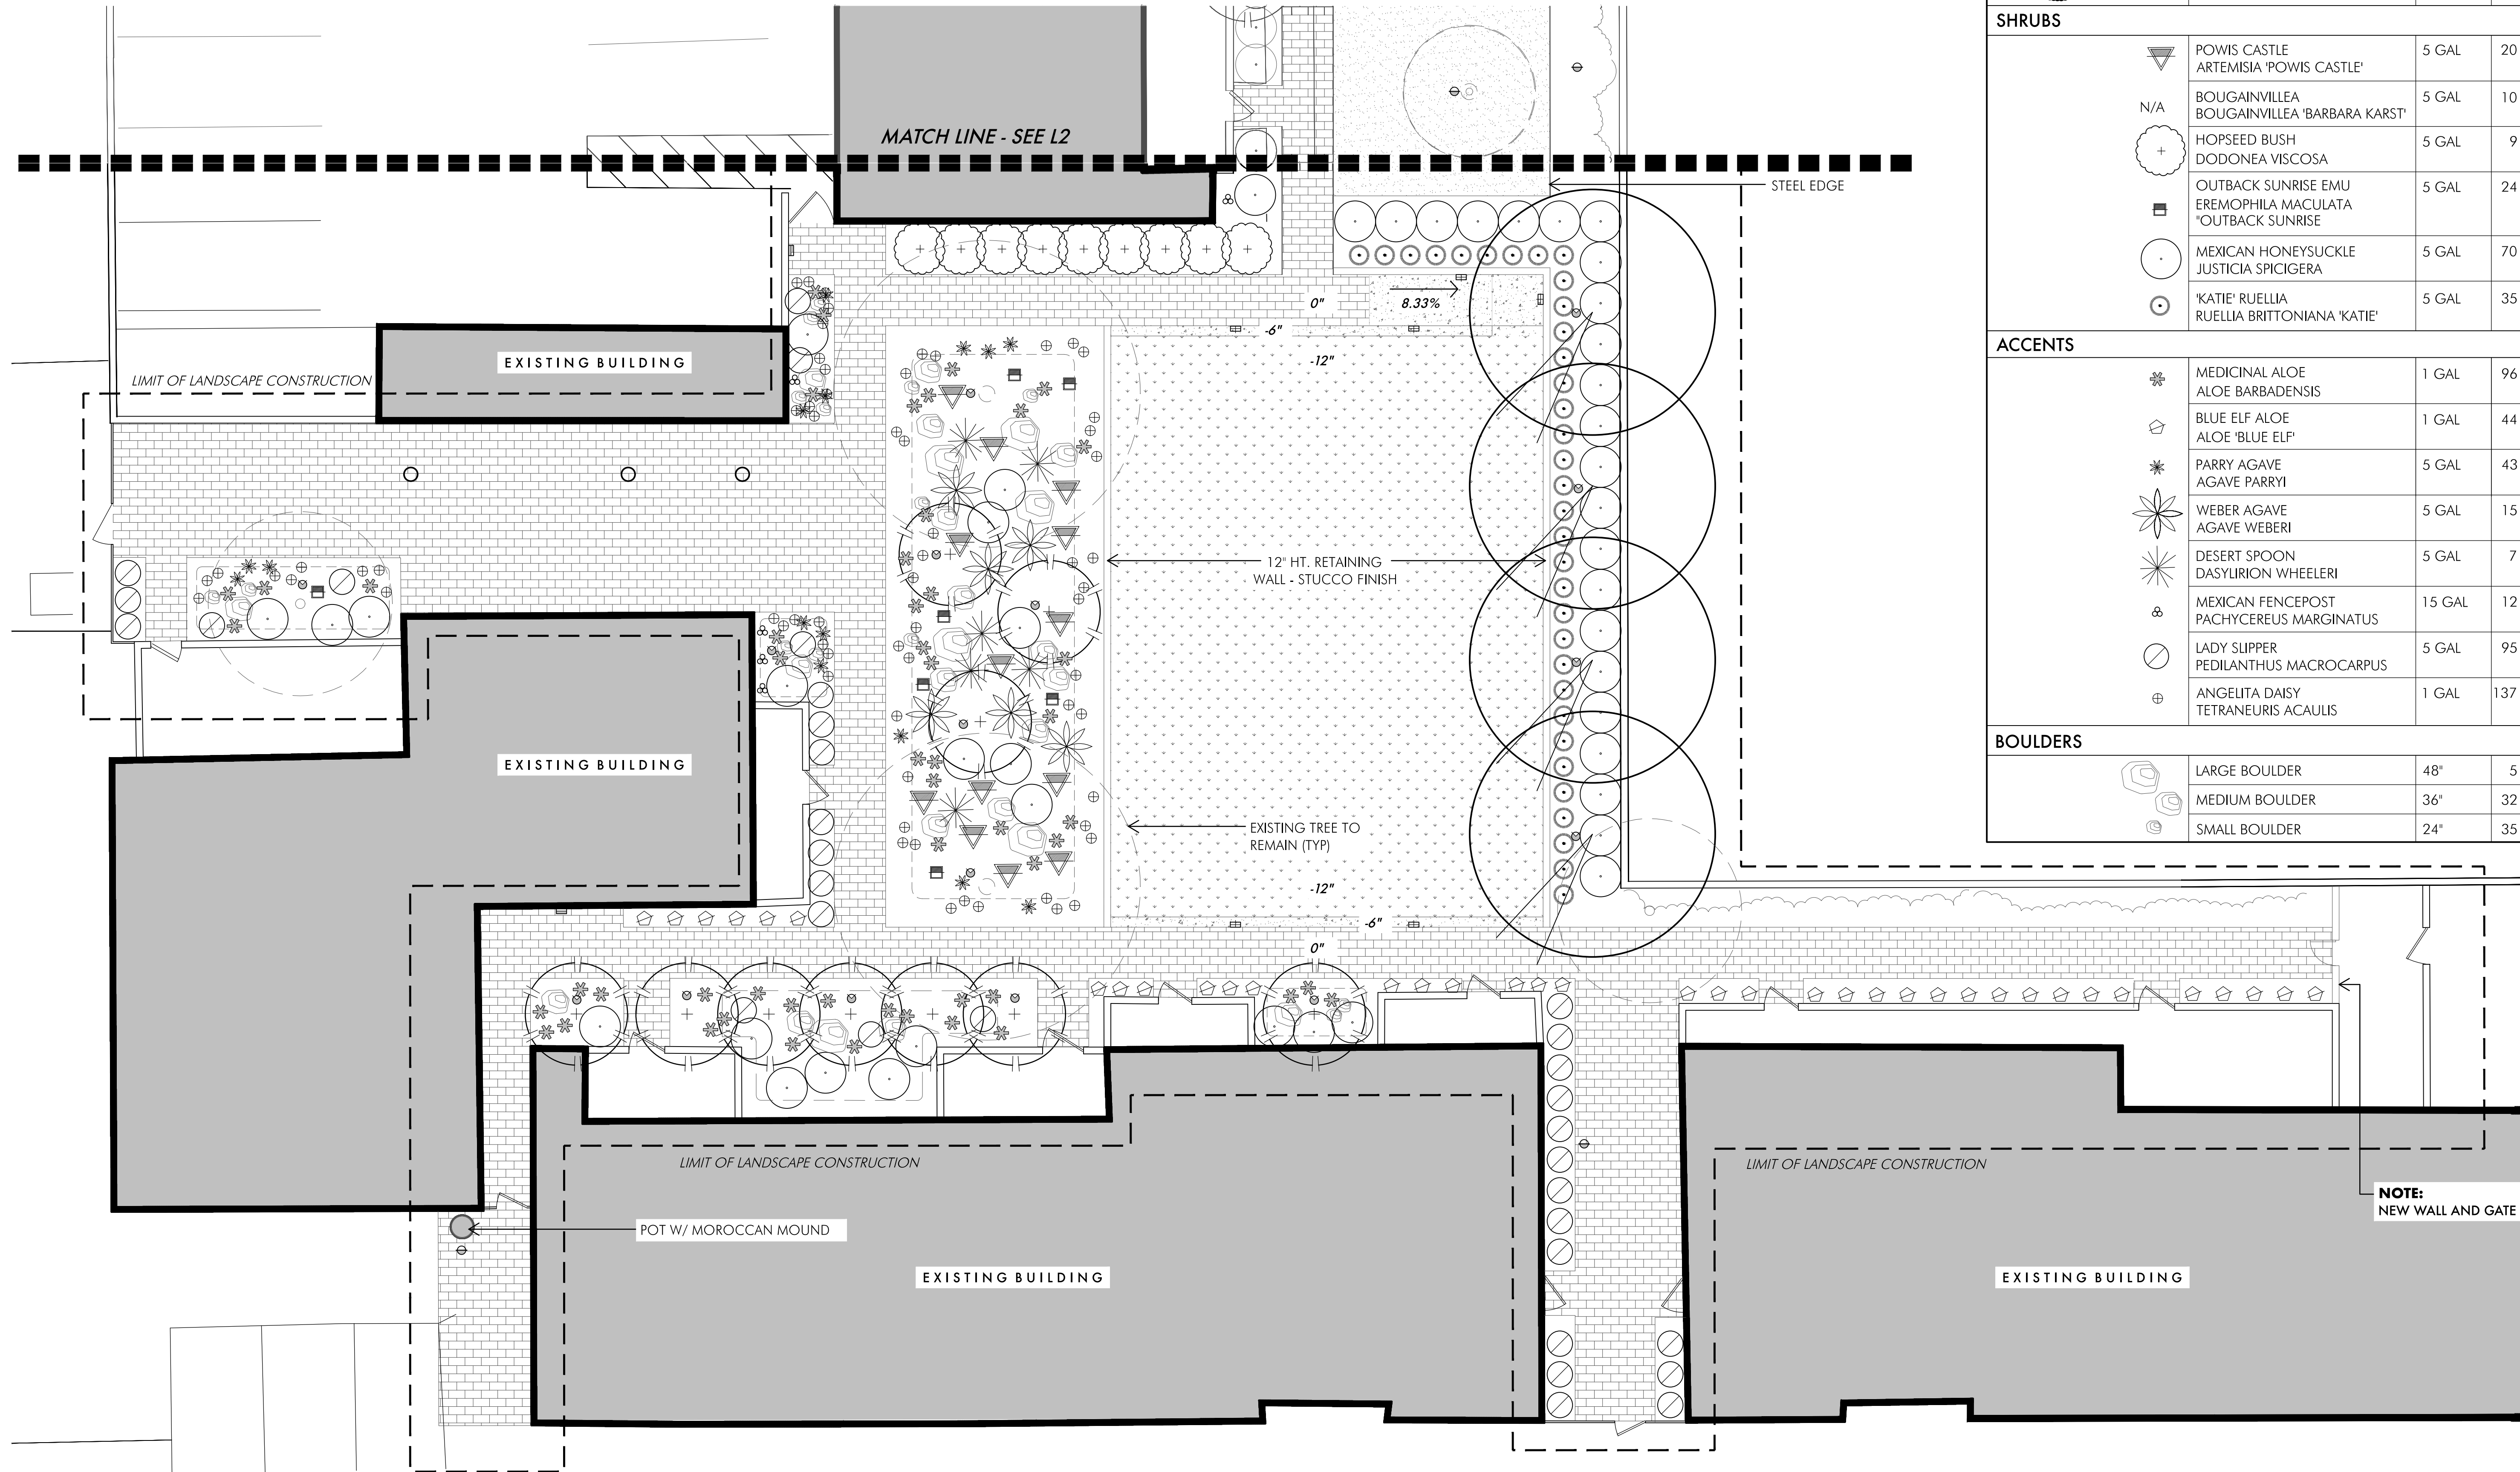 MATCH LINE - SEE L2
STEEL EDGE
0"
8.33%
-6"
-12"
EXISTING BUILDING
LIMIT OF LANDSCAPE CONSTRUCTION
12" HT. RETAINING
WALL - STUCCO FINISH
EXISTING BUILDING
EXISTING TREE TO
REMAIN (TYP)
-12"
-6"
0"
LIMIT OF LANDSCAPE CONSTRUCTION
LIMIT OF LANDSCAPE CONSTRUCTION
NOTE:
NEW WALL AND GATE
POT W/ MOROCCAN MOUND
EXISTING BUILDING
EXISTING BUILDING
SHRUBS
POWIS CASTLE 5 GAL 20
ARTEMISIA 'POWIS CASTLE'
N/A BOUGAINVILLEA 5 GAL 10
BOUGAINVILLEA 'BARBARA KARST'
HOPSEED BUSH 5 GAL 9
DODONEA VISCOSA
OUTBACK SUNRISE EMU 5 GAL 24
EREMOPHILA MACULATA
"OUTBACK SUNRISE
MEXICAN HONEYSUCKLE 5 GAL 70
JUSTICIA SPICIGERA
'KATIE' RUELLIA 5 GAL 35
RUELLIA BRITTONIANA 'KATIE'
ACCENTS
MEDICINAL ALOE 1 GAL 96
ALOE BARBADENSIS
BLUE ELF ALOE 1 GAL 44
ALOE 'BLUE ELF'
PARRY AGAVE 5 GAL 43
AGAVE PARRYI
WEBER AGAVE 5 GAL 15
AGAVE WEBERI
DESERT SPOON 5 GAL 7
DASYLIRION WHEELERI
MEXICAN FENCEPOST 15 GAL 12
PACHYCEREUS MARGINATUS
LADY SLIPPER 5 GAL 95
PEDILANTHUS MACROCARPUS
ANGELITA DAISY 1 GAL 137
TETRANEURIS ACAULIS
BOULDERS
LARGE BOULDER 48" 5
MEDIUM BOULDER 36" 32
SMALL BOULDER 24" 35